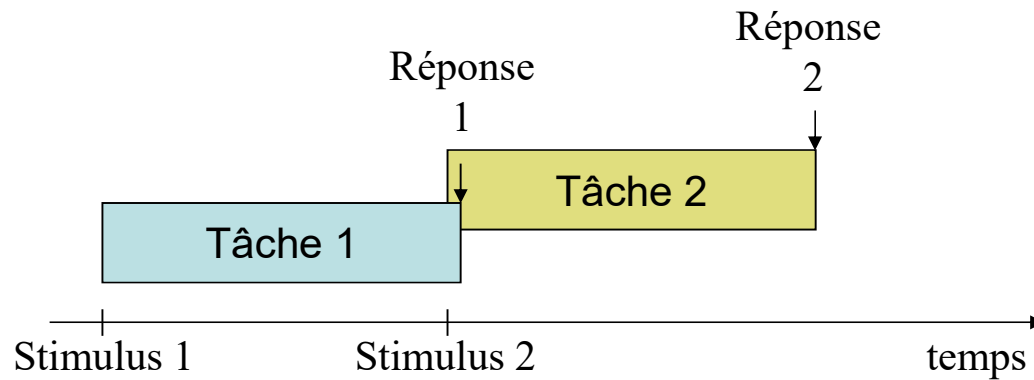 Réponse
2
Réponse
1
Tâche 2
Tâche 1
Stimulus 1
Stimulus 2
temps